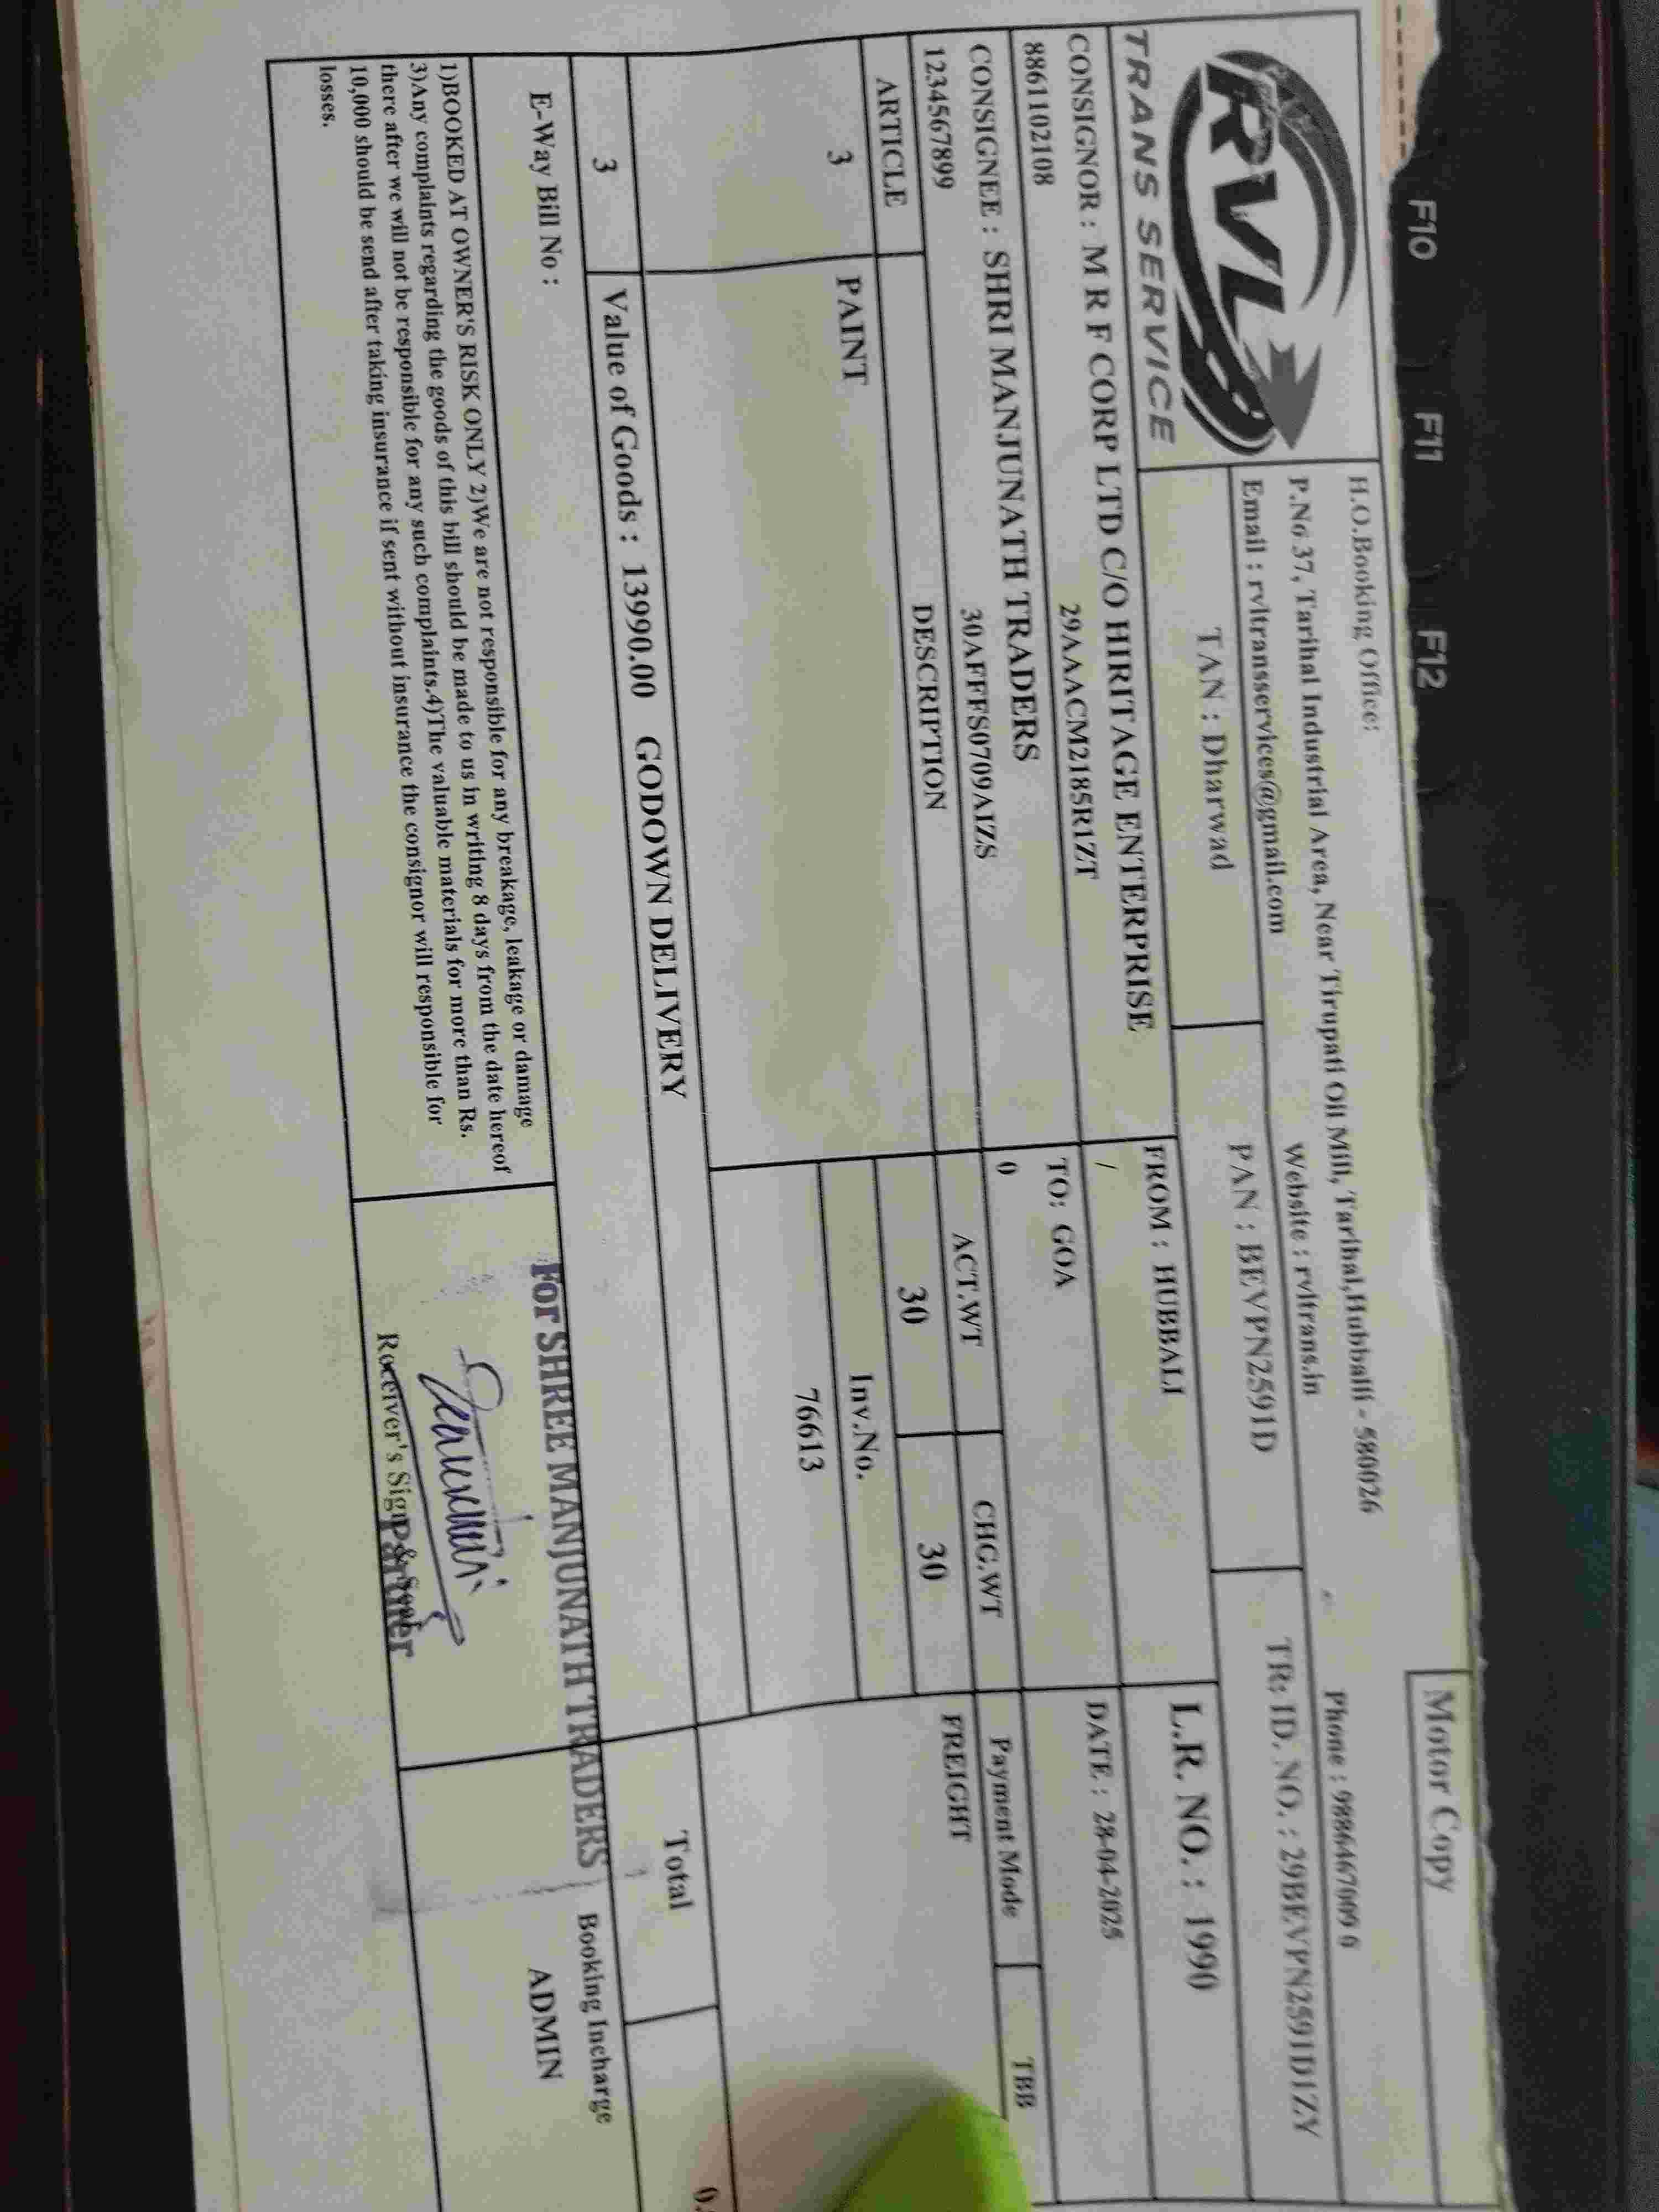 F10
F11
F12
Motor Copy
RVL
TRANS SERVICE
H.O.Booking Office:
P.No 37, Tarihal Industrial Area, Near Tirupati Oil Mill, Tarihal,Hubballi - 580026
Email : rvltransservices@gmail.com
Website : rvltrans.in
Phone : 9886467009 0
TAN : Dharwad
PAN : BEVPN2591D
TR: ID. NO. : 29BEVPN2591D1ZY
CONSIGNOR : M R F CORP LTD C/O HIRITAGE ENTERPRISE
8861102108
29AAACM2185R1ZT
FROM : HUBBALI
/
L.R. NO. : 1990
CONSIGNEE : SHRI MANJUNATH TRADERS
1234567899
30AFFFS0709A1ZS
TO: GOA
0
DATE : 28-04-2025
ARTICLE
DESCRIPTION
ACT.WT
CHG.WT
Payment Mode
TBB
3
PAINT
30
30
FREIGHT
Inv.No.
76613
3
Value of Goods : 13990.00 GODOWN DELIVERY
Total
0.
E-Way Bill No :
1)BOOKED AT OWNER'S RISK ONLY 2)We are not responsible for any breakage, leakage or damage
3)Any complaints regarding the goods of this bill should be made to us in writing 8 days from the date hereof
there after we will not be responsible for any such complaints.4)The valuable materials for more than Rs.
10,000 should be send after taking insurance if sent without insurance the consignor will responsible for
losses.
For SHREE MANJUNATH TRADERS
Receiver's Sign & Seal
Partner
Booking Incharge
ADMIN